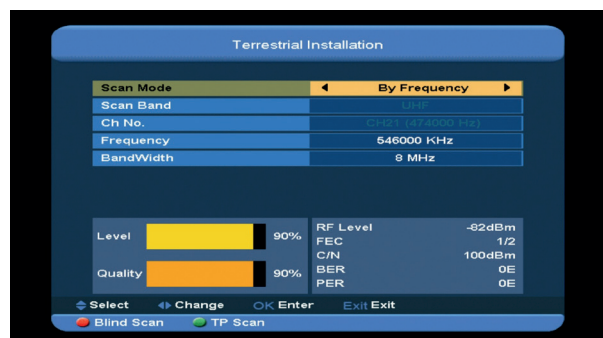 Terrestrial Installation
Scan Mode By Frequency
Scan Band UHF
Ch No. CH21 (474000 Hz)
Frequency 546000 KHz
BandWidth 8 MHz
Level 90%
Quality 90%
RF Level -82dBm
FEC 1/2
C/N 100dBm
BER 0E
PER 0E
Select Change OK Enter Exit Exit
Blind Scan TP Scan